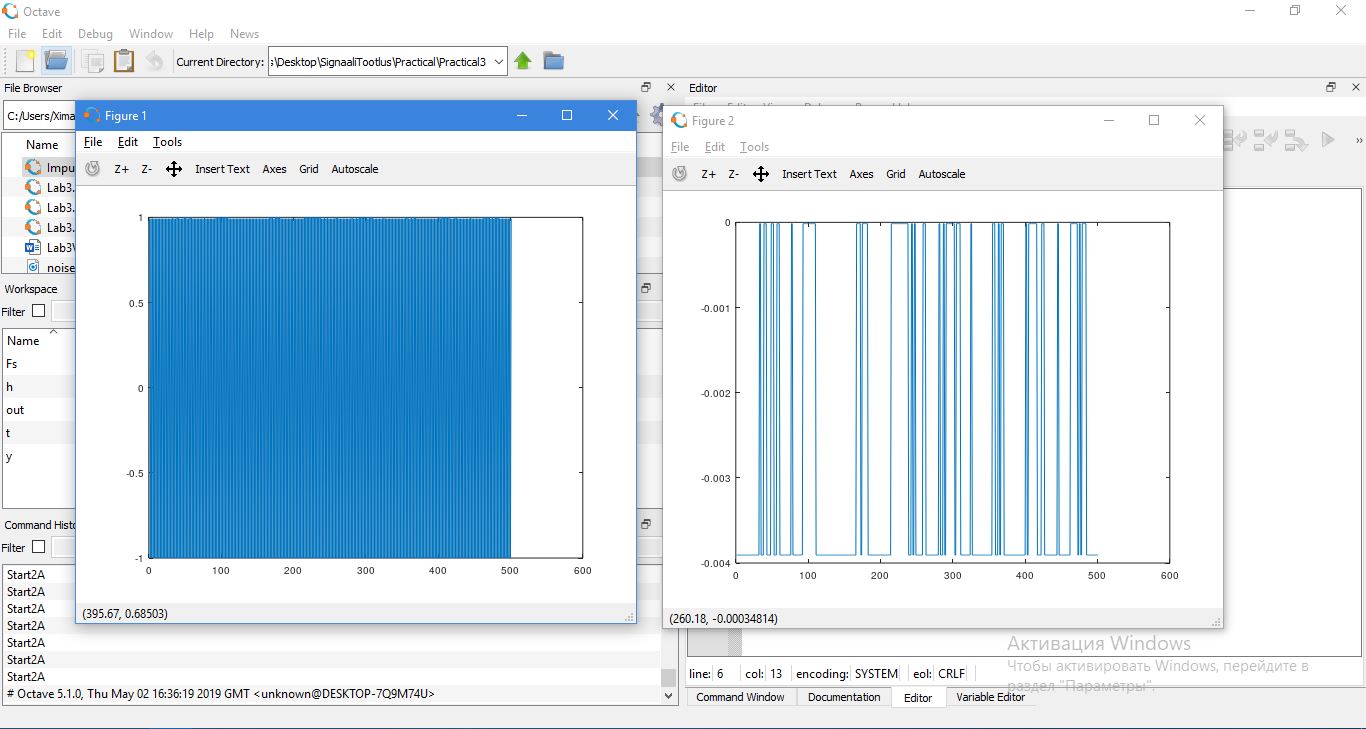 Octave
File Edit Debug Window Help News
Current Directory: ;\Desktop\SignaaliTootlus\Practical\Practical3
File Browser
C:/Users/Xima
Name
Impu
Lab3.
Lab3.
Lab3.
Lab3V
noise
Workspace
Filter
Name
Fs
h
out
t
y
Command Histo
Filter
Start2A
Start2A
Start2A
Start2A
Start2A
Start2A
Start2A
# Octave 5.1.0, Thu May 02 16:36:19 2019 GMT <unknown@DESKTOP-7Q9M74U>
Figure 1
File Edit Tools
Z+ Z- Insert Text Axes Grid Autoscale
1
0.5
0
-0.5
-1
0 100 200 300 400 500 600
(395.67, 0.68503)
Editor
Figure 2
File Edit Tools
Z+ Z- Insert Text Axes Grid Autoscale
0
-0.001
-0.002
-0.003
-0.004
0 100 200 300 400 500 600
(260.18, -0.00034814)
»
Активация Windows
Чтобы активировать Windows, перейдите в
раздел "Параметры".
line: 6 col: 13 encoding: SYSTEM eol: CRLF
Command Window Documentation Editor Variable Editor